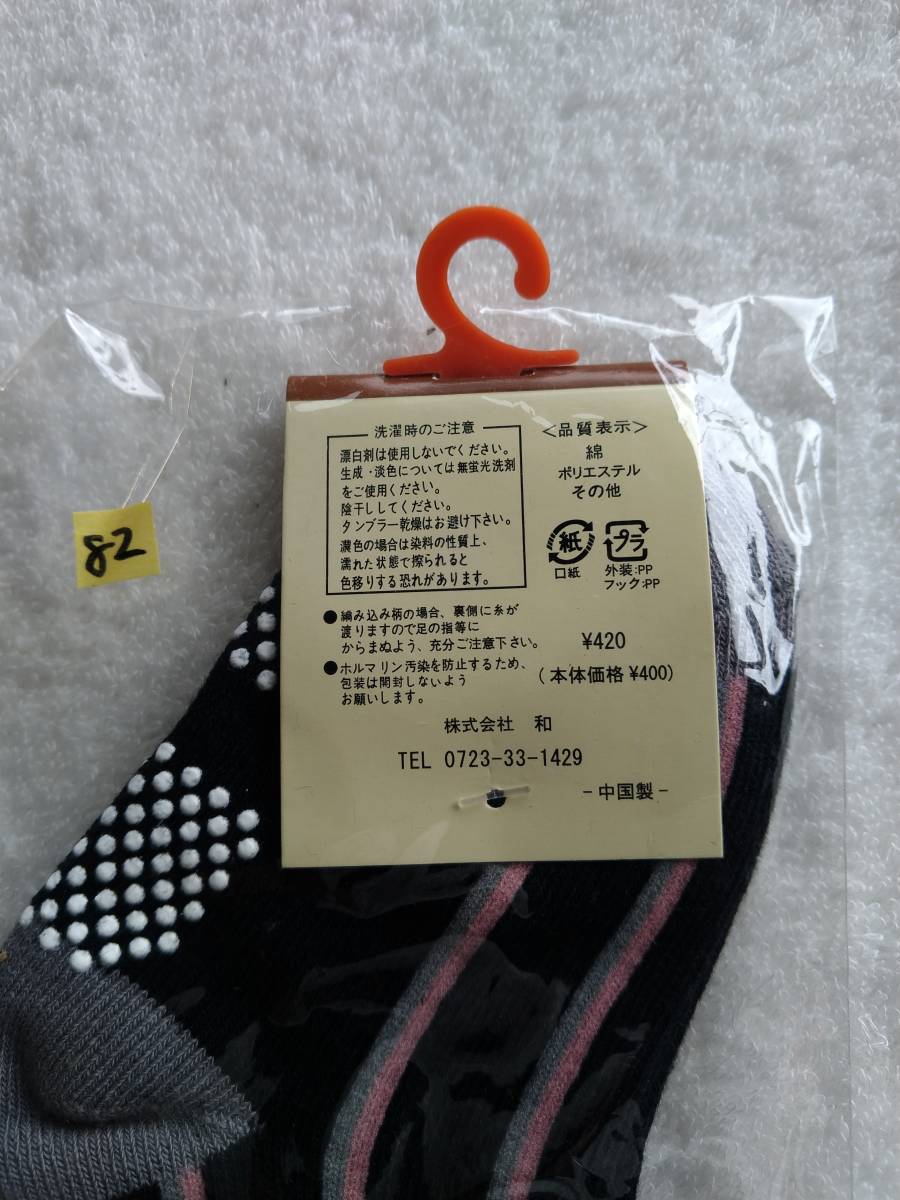 洗濯時のご注意
漂白剤は使用しないでください。
生成・淡色については無蛍光洗剤
をご使用ください。
陰干ししてください。
タンブラー乾燥はお避け下さい。
濃色の場合は染料の性質上、
濡れた状態で擦られると
色移りする恐れがあります。
●編み込み柄の場合、裏側に糸が
渡りますので足の指等に
からまぬよう、充分ご注意下さい。
●ホルマリン汚染を防止するため、
包装は開封しないよう
お願いします。
＜品質表示＞
綿
ポリエステル
その他
紙
口紙
プラ
外装:PP
フック:PP
¥420
(本体価格 ¥400)
株式会社 和
TEL 0723-33-1429
-中国製-
82